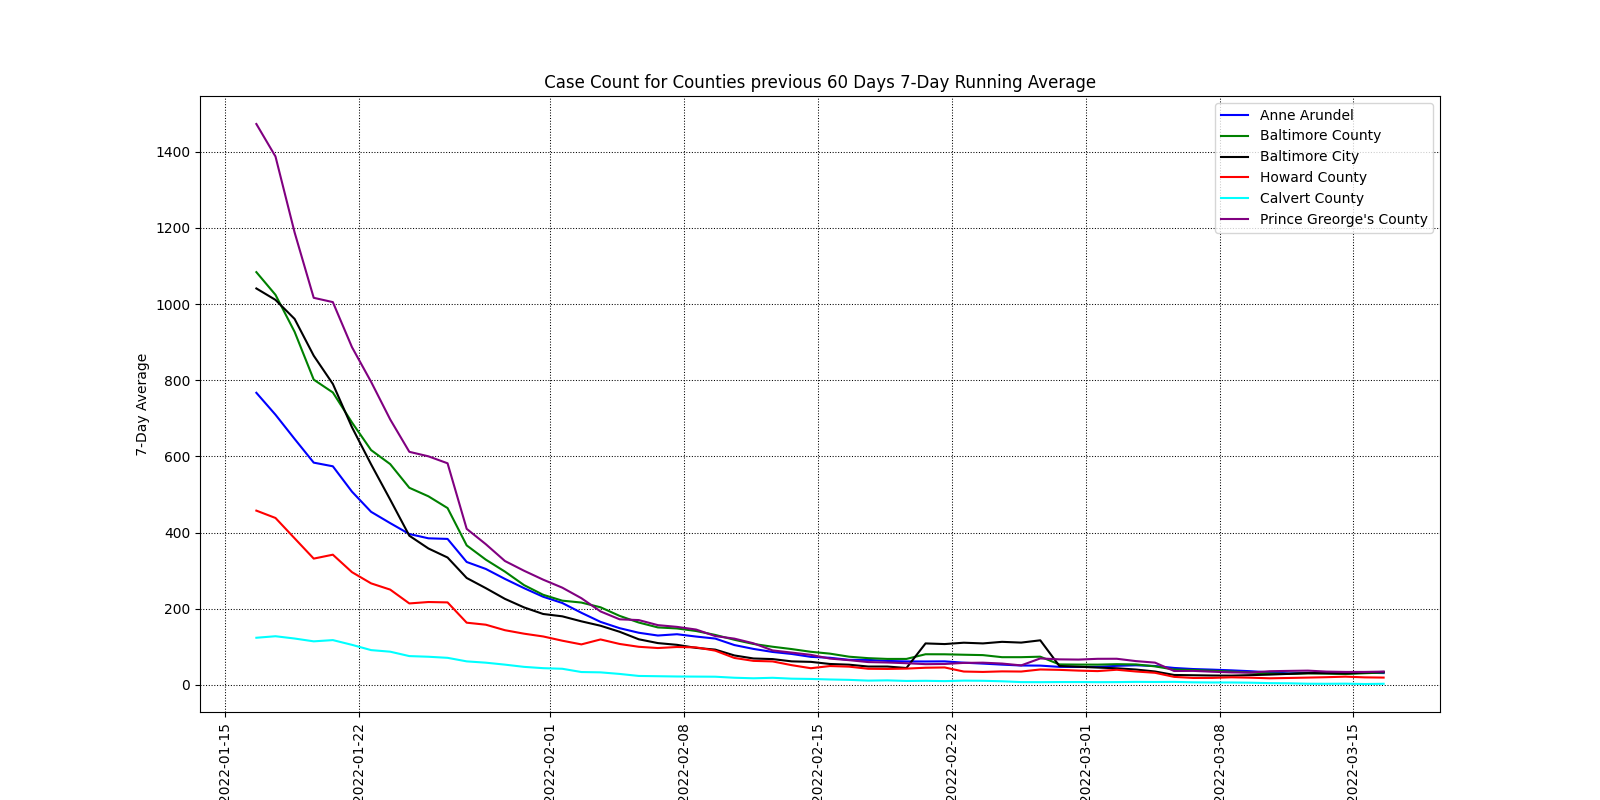 Case Count for Counties previous 60 Days 7-Day Running Average
Anne Arundel
Baltimore County
Baltimore City
Howard County
Calvert County
Prince Greorge's County
7-Day Average
1400
1200
1000
800
600
400
200
0
2022-01-15
2022-01-22
2022-02-01
2022-02-08
2022-02-15
2022-02-22
2022-03-01
2022-03-08
2022-03-15